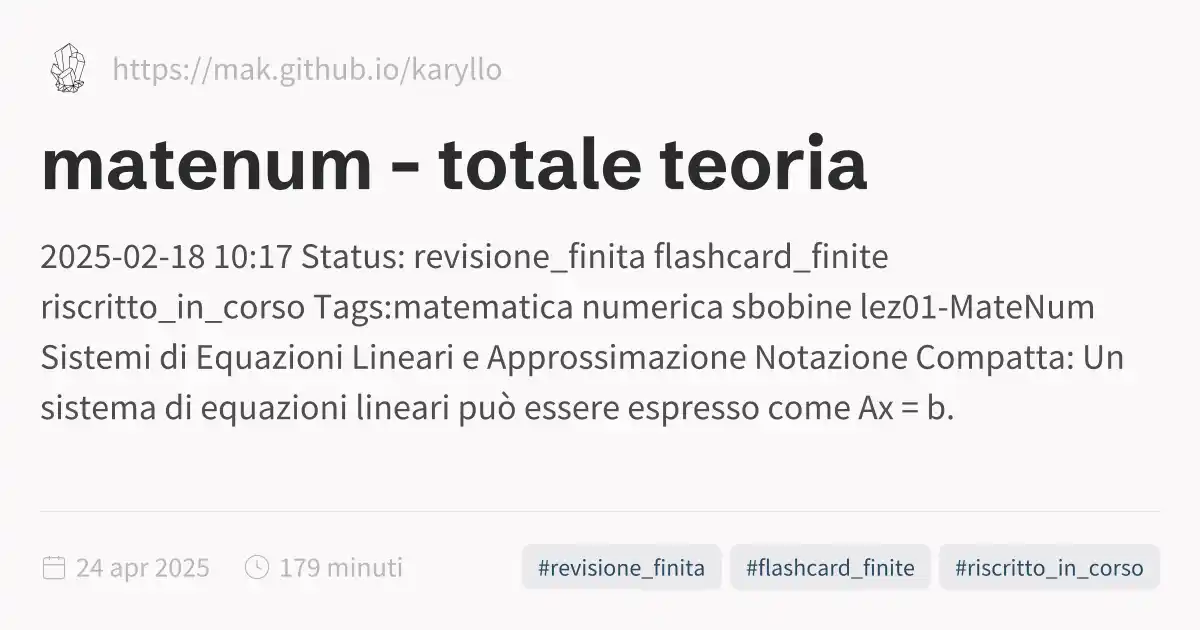 https://mak.github.io/karyllo
matenum - totale teoria
2025-02-18 10:17 Status: revisione_finita flashcard_finite
riscritto_in_corso Tags:matematica numerica sbobine lez01-MateNum
Sistemi di Equazioni Lineari e Approssimazione Notazione Compatta: Un
sistema di equazioni lineari può essere espresso come Ax = b.
24 apr 2025 179 minuti #revisione_finita #flashcard_finite #riscritto_in_corso